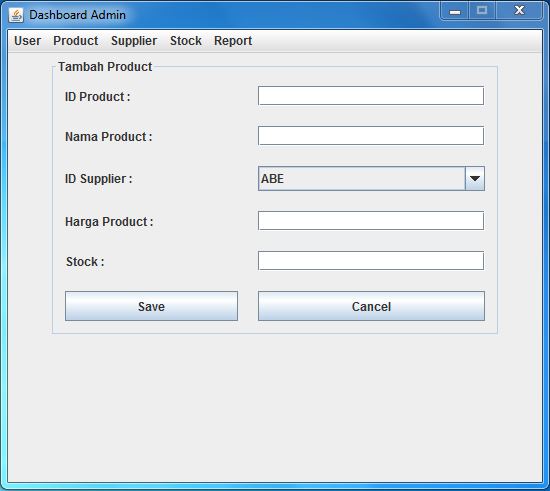 Dashboard Admin
User Product Supplier Stock Report
Tambah Product
ID Product :
Nama Product :
ID Supplier : ABE
Harga Product :
Stock :
Save Cancel